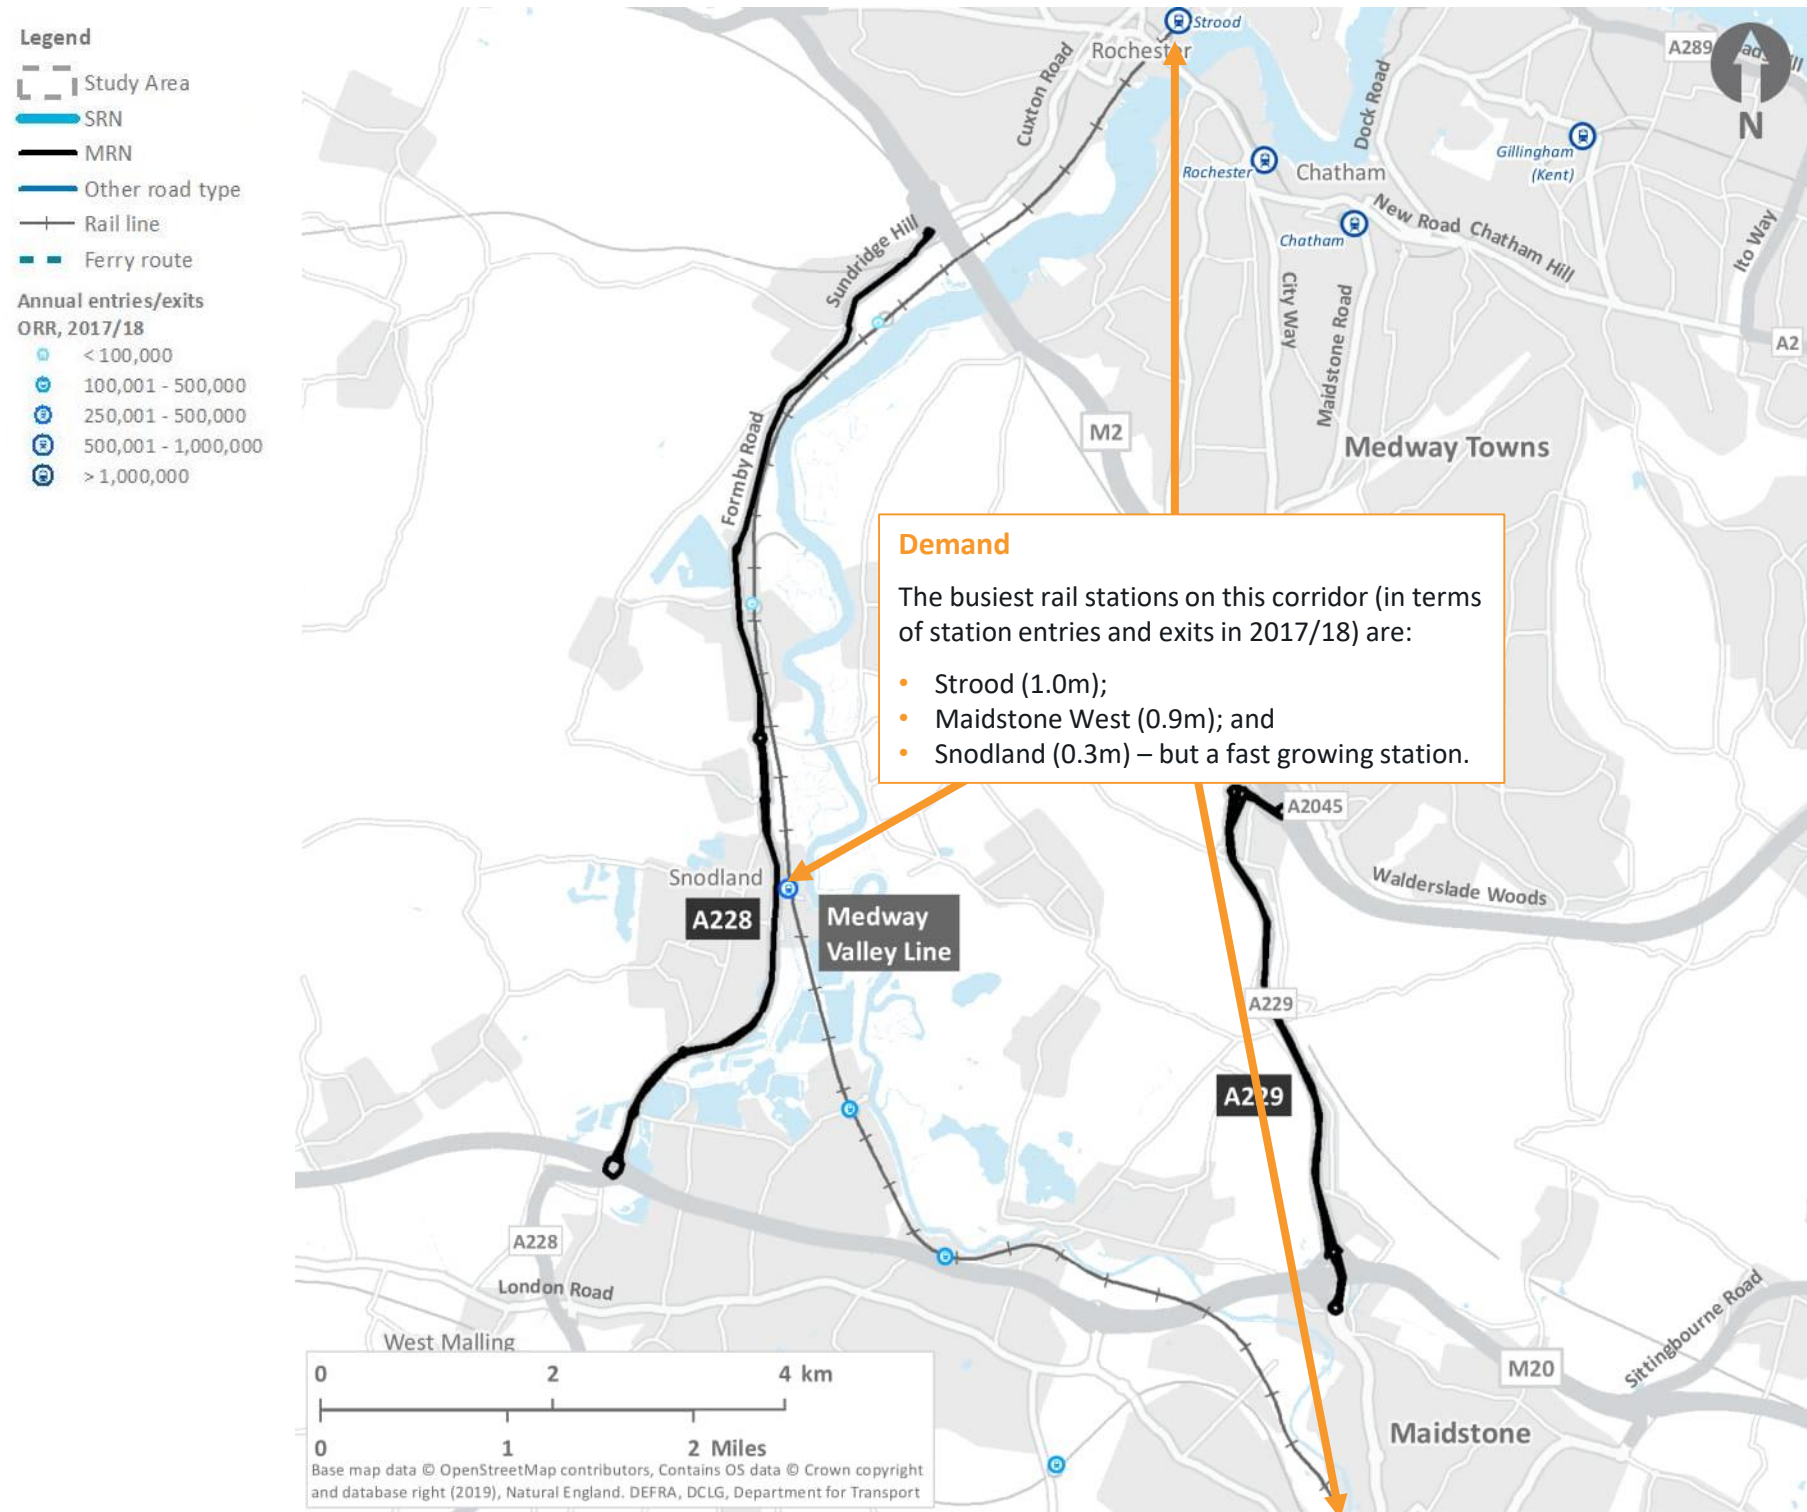 Legend
Study Area
SRN
MRN
Other road type
Rail line
Ferry route
Annual entries/exits
ORR, 2017/18
< 100,000
100,001 - 500,000
250,001 - 500,000
500,001 - 1,000,000
> 1,000,000
Strood
Rochester
A289
N
Cuxton Road
Dock Road
Gillingham
(Kent)
Rochester
Chatham
New Road
Chatham Hill
Chatham
Ito Way
Sundridge Hill
City Way
Maidstone Road
A2
M2
Medway Towns
Formby Road
Demand
The busiest rail stations on this corridor (in terms
of station entries and exits in 2017/18) are:
• Strood (1.0m);
• Maidstone West (0.9m); and
• Snodland (0.3m) – but a fast growing station.
A2045
Snodland
Walderslade Woods
A228
Medway
Valley Line
A229
A229
A228
London Road
West Malling
Sittingbourne Road
M20
Maidstone
0 2 4 km
0 1 2 Miles
Base map data © OpenStreetMap contributors, Contains OS data © Crown copyright
and database right (2019), Natural England. DEFRA, DCLG, Department for Transport